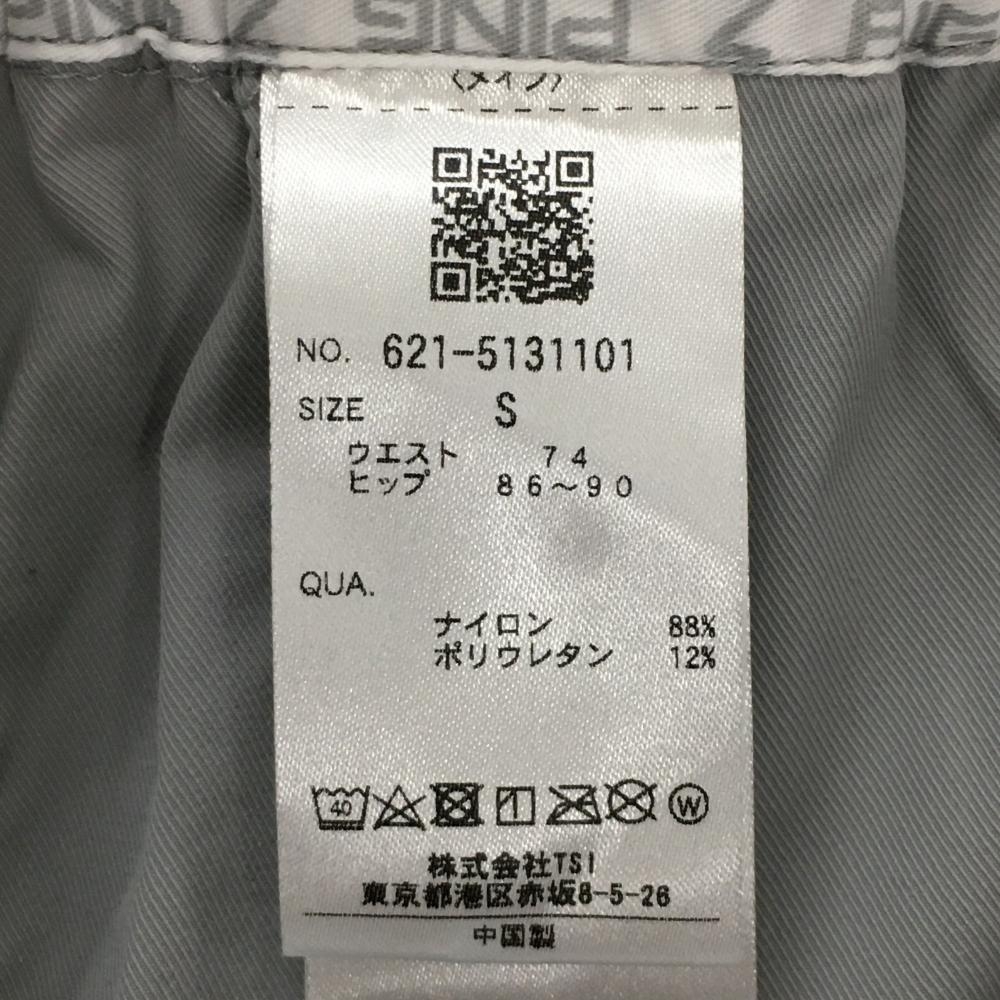 PING
〈メイン〉
NO. 621-5131101
SIZE S
ウエスト 74
ヒップ 86～90
QUA.
ナイロン 88%
ポリウレタン 12%
40
W
株式会社TSI
東京都港区赤坂8-5-26
中国製